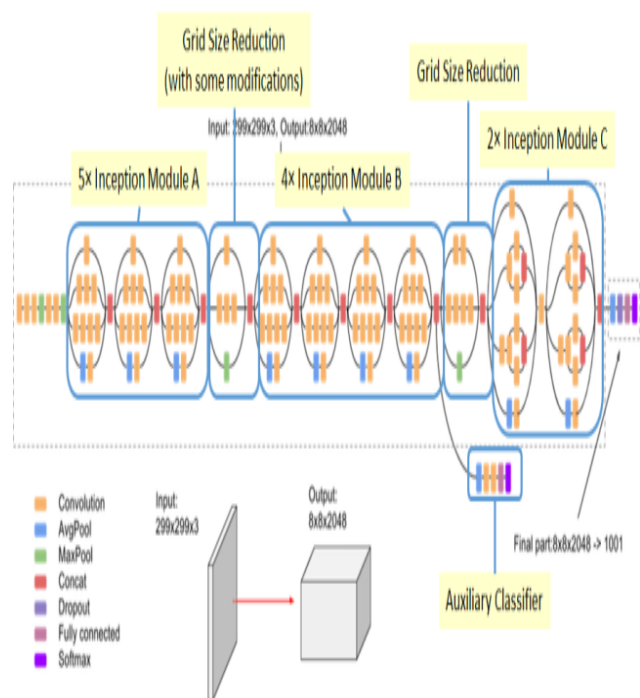 Grid Size Reduction
(with some modifications)
Grid Size Reduction
Input: 299x299x3, Output:8x8x2048
2× Inception Module C
5× Inception Module A
4× Inception Module B
Convolution
AvgPool
MaxPool
Concat
Dropout
Fully connected
Softmax
Input:
299x299x3
Output:
8x8x2048
Final part:8x8x2048 -> 1001
Auxiliary Classifier